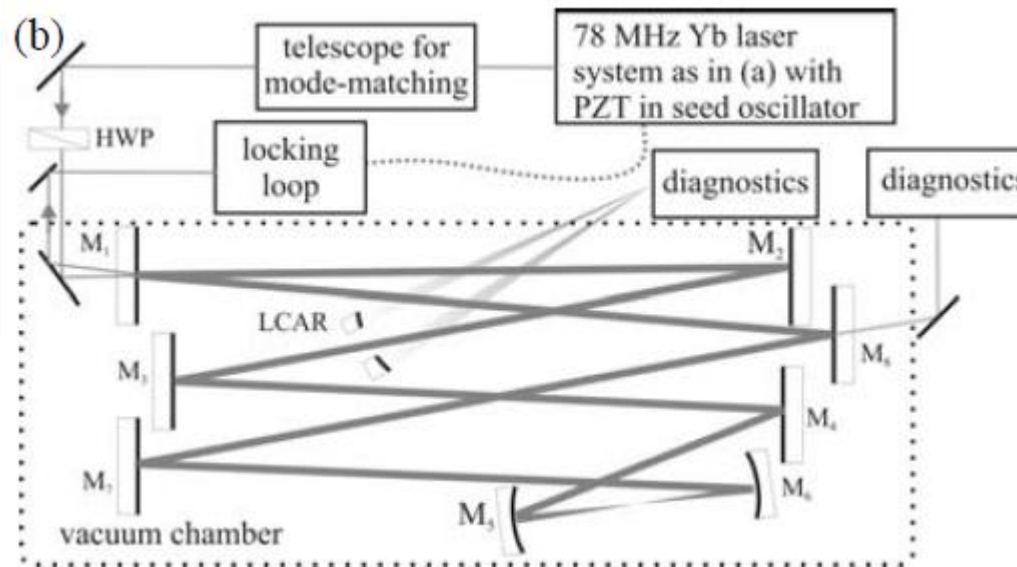 (b)
telescope for
mode-matching
78 MHz Yb laser
system as in (a) with
PZT in seed oscillator
HWP
locking
loop
diagnostics
diagnostics
M₁
M₂
LCAR
M₈
M₃
M₄
M₇
M₅
M₆
vacuum chamber